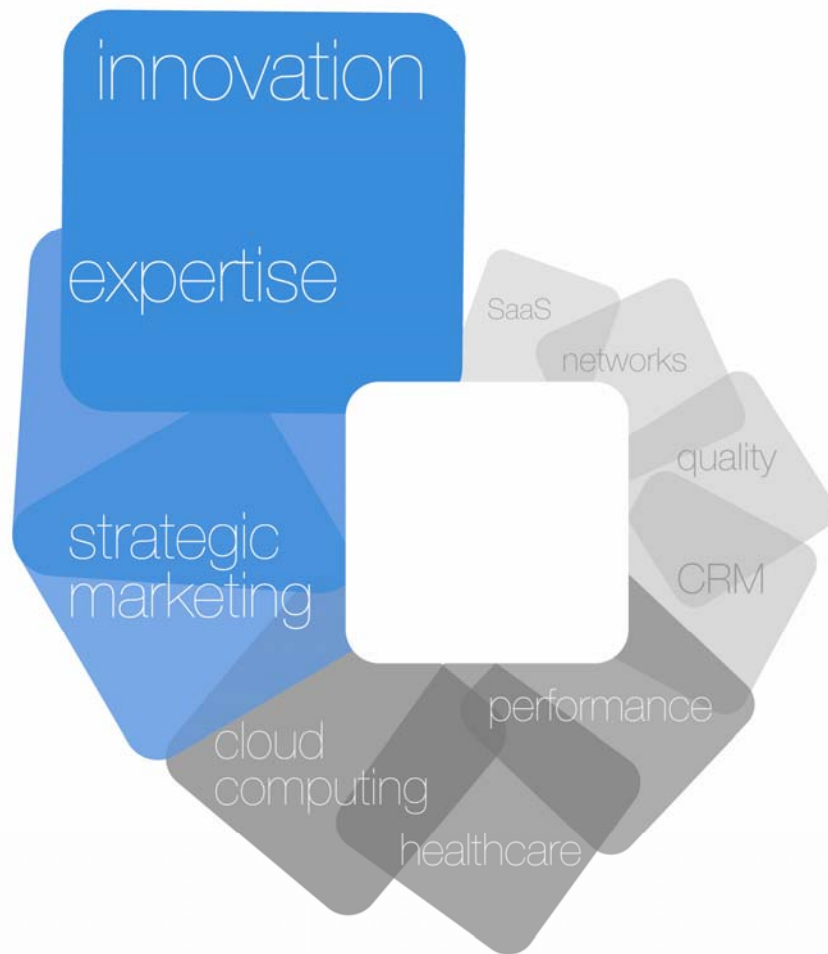 innovation
expertise
SaaS
networks
quality
strategic
marketing
CRM
performance
cloud
computing
healthcare